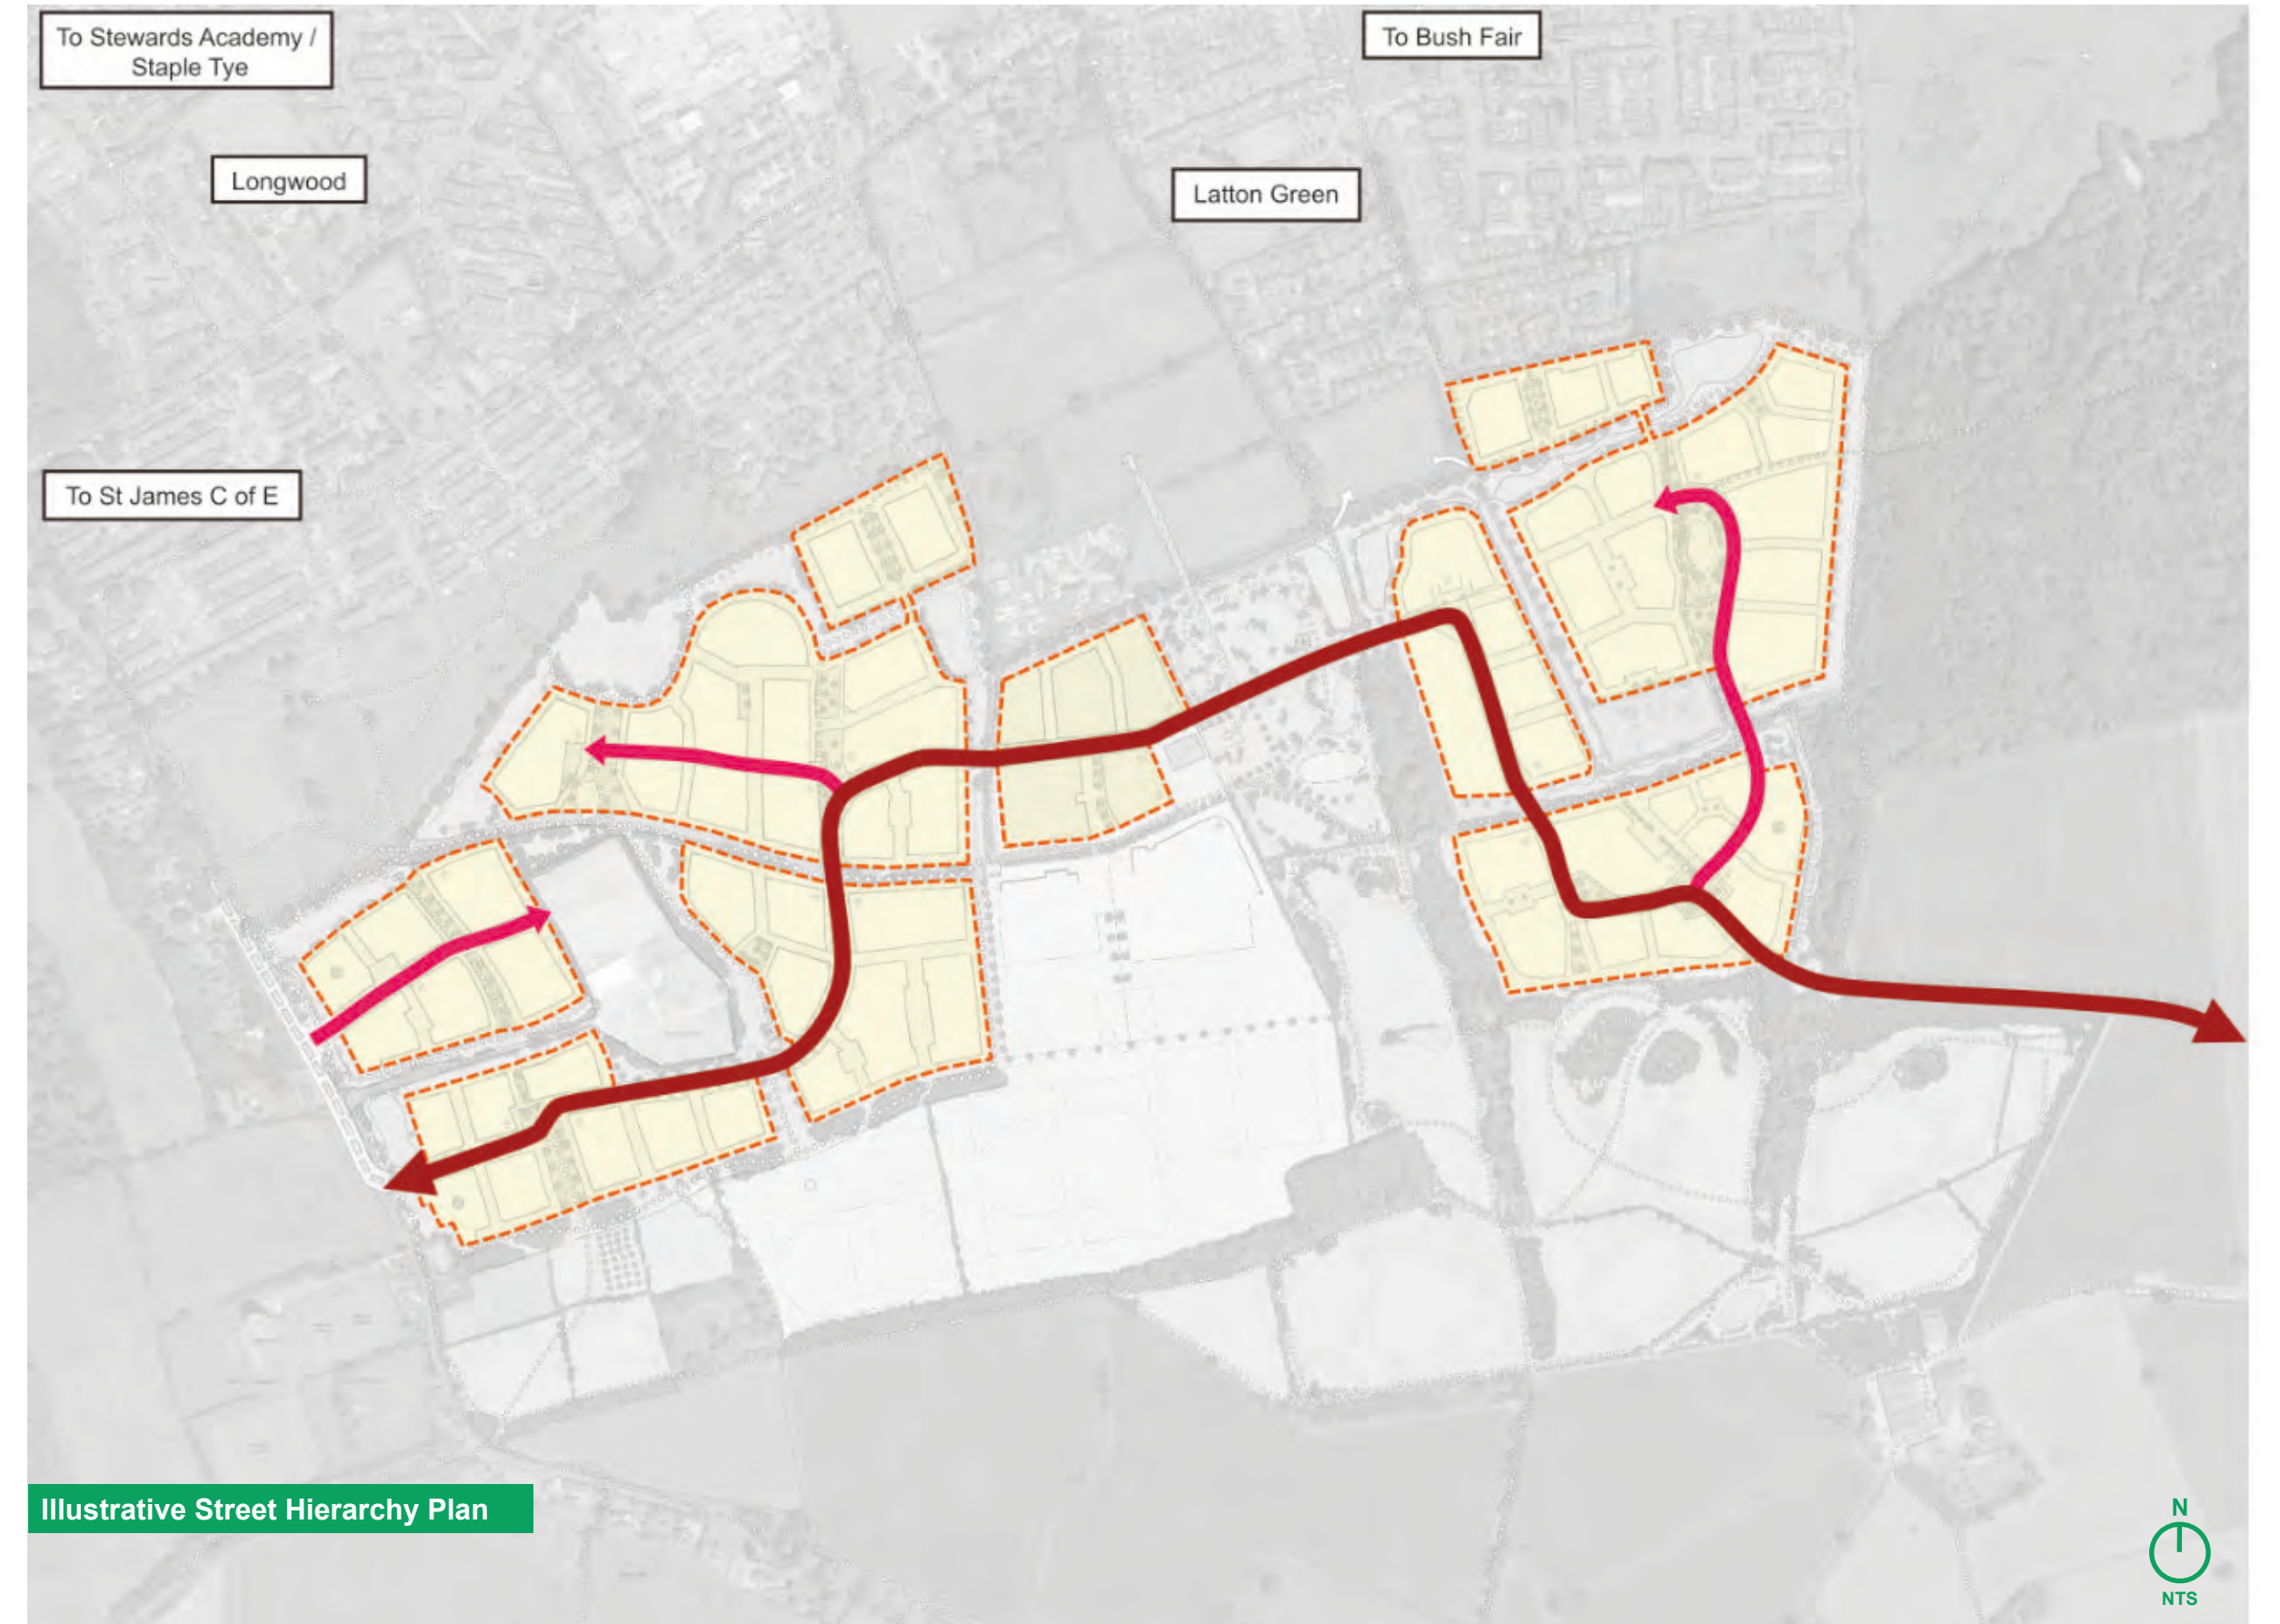 To Stewards Academy /
Staple Tye
To Bush Fair
Longwood
Latton Green
To St James C of E
Illustrative Street Hierarchy Plan
N
NTS